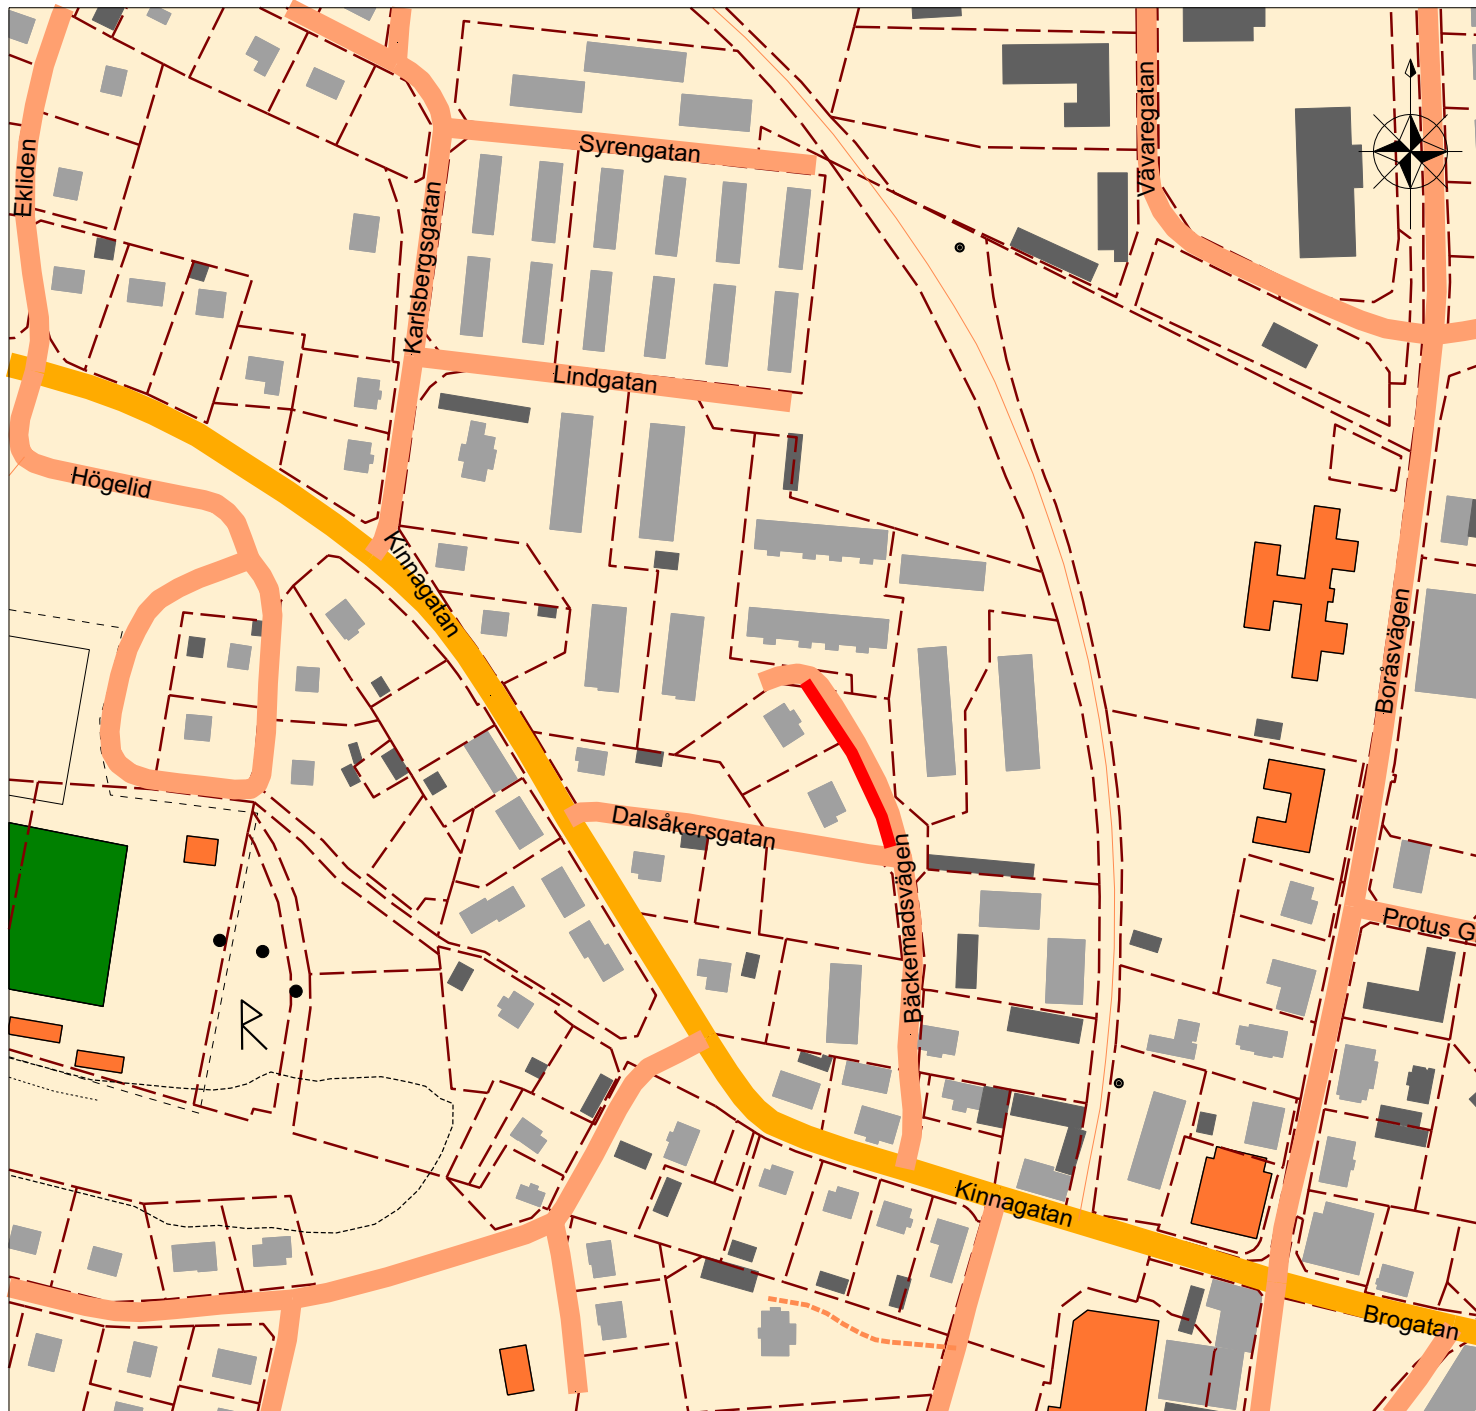 Vävaregatan
Syrengatan
Ekliden
Karlsbergsgatan
Lindgatan
Högelid
Kinnagatan
Boråsvägen
Dalsåkersgatan
Bäckemadsvägen
Protus G
R
Kinnagatan
Brogatan